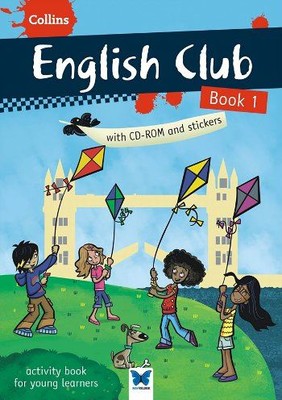 Collins
English Club
Book 1
with CD-ROM and stickers
activity book
for young learners